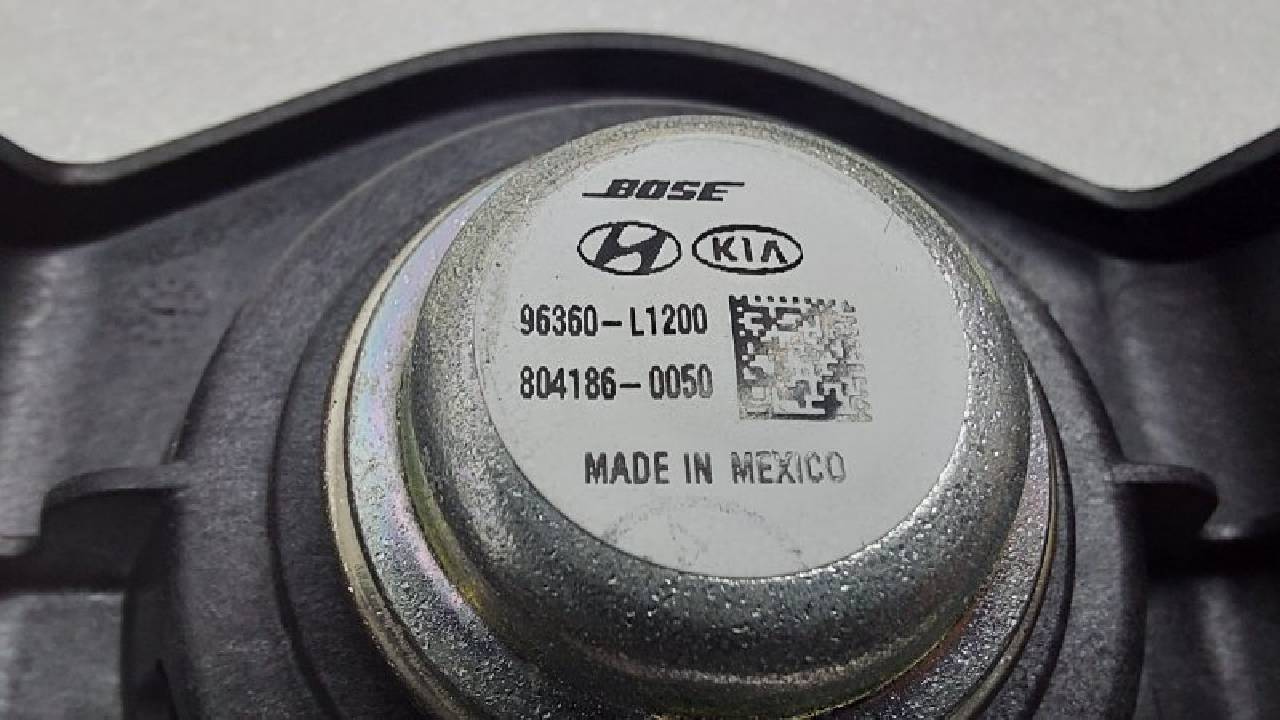 BOSE
KIA
96360-L1200
804186-0050
MADE IN MEXICO